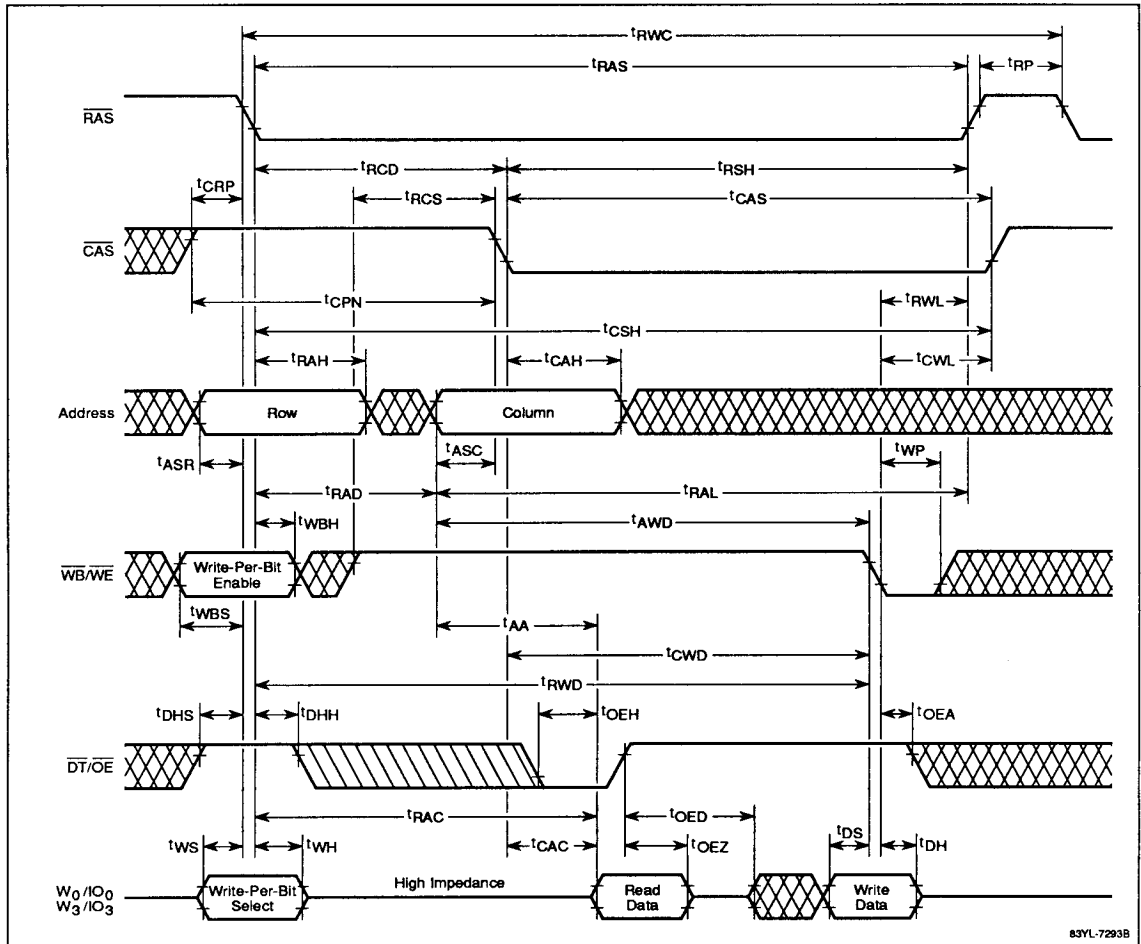 tRWC
tRAS
tRP
RAS
tRCD
tRSH
tCRP
tRCS
tCAS
CAS
tCPN
tRWL
tCSH
tRAH
tCAH
tCWL
Address
Row
Column
tASR
tASC
tWP
tRAD
tRAL
tWBH
tAWD
WB/WE
Write-Per-Bit
Enable
tWBS
tAA
tCWD
tRWD
tDHS
tDHH
tOEH
tOEA
DT/OE
tRAC
tOED
tWS
tWH
tCAC
tOEZ
tDS
tDH
W0/IO0
W3/IO3
Write-Per-Bit
Select
High Impedance
Read
Data
Write
Data
83YL-7293B